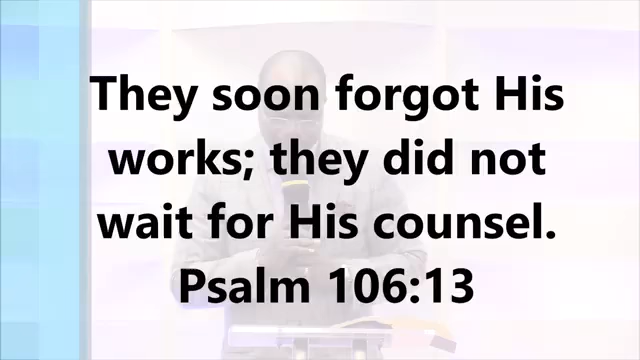 They soon forgot His
works; they did not
wait for His counsel.
Psalm 106:13